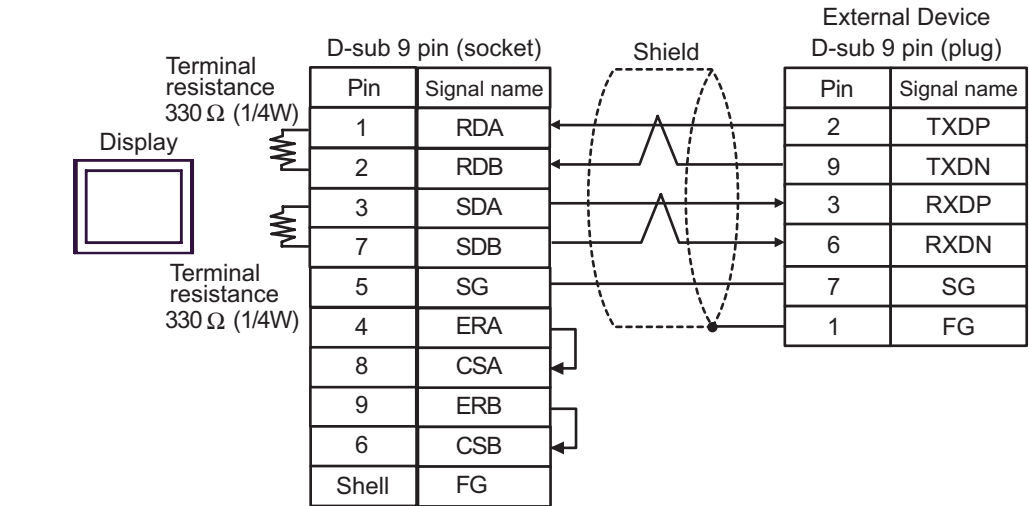 External Device
D-sub 9 pin (socket)
Shield
D-sub 9 pin (plug)
Terminal
resistance
330 Ω (1/4W)
Display
Terminal
resistance
330 Ω (1/4W)
Pin Signal name
1 RDA
2 RDB
3 SDA
7 SDB
5 SG
4 ERA
8 CSA
9 ERB
6 CSB
Shell FG
Pin Signal name
2 TXDP
9 TXDN
3 RXDP
6 RXDN
7 SG
1 FG